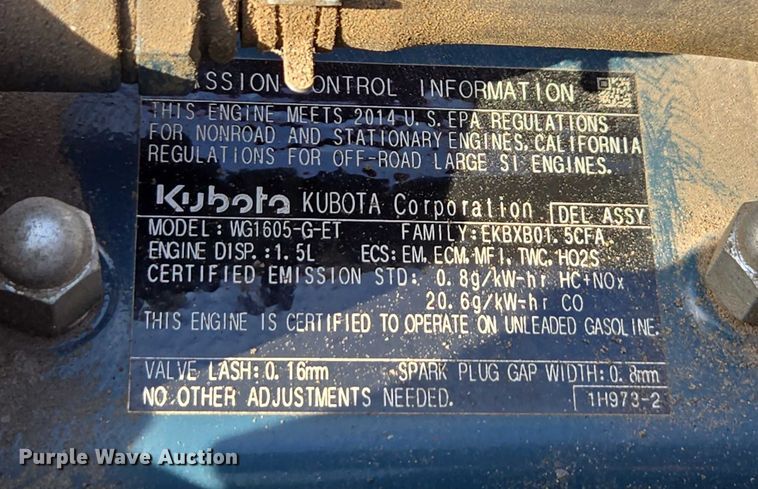 ISSION CONTROL INFORMATION
THIS ENGINE MEETS 2014 U.S. EPA REGULATIONS
FOR NONROAD AND STATIONARY ENGINES, CALIFORNIA
REGULATIONS FOR OFF-ROAD LARGE SI ENGINES.
Kubota KUBOTA Corporation DEL ASSY
MODEL: WG1605-G-ET FAMILY: EKBXB01.5CFA
ENGINE DISP.:1.5L ECS: EM, ECM, MFI, TWC, HO2S
CERTIFIED EMISSION STD: 0.8g/kW-hr HC+NOx
20.6g/kW-hr CO
THIS ENGINE IS CERTIFIED TO OPERATE ON UNLEADED GASOLINE.
VALVE LASH:0.16mm SPARK PLUG GAP WIDTH:0.8mm
NO OTHER ADJUSTMENTS NEEDED. 1H973-2
Purple Wave Auction